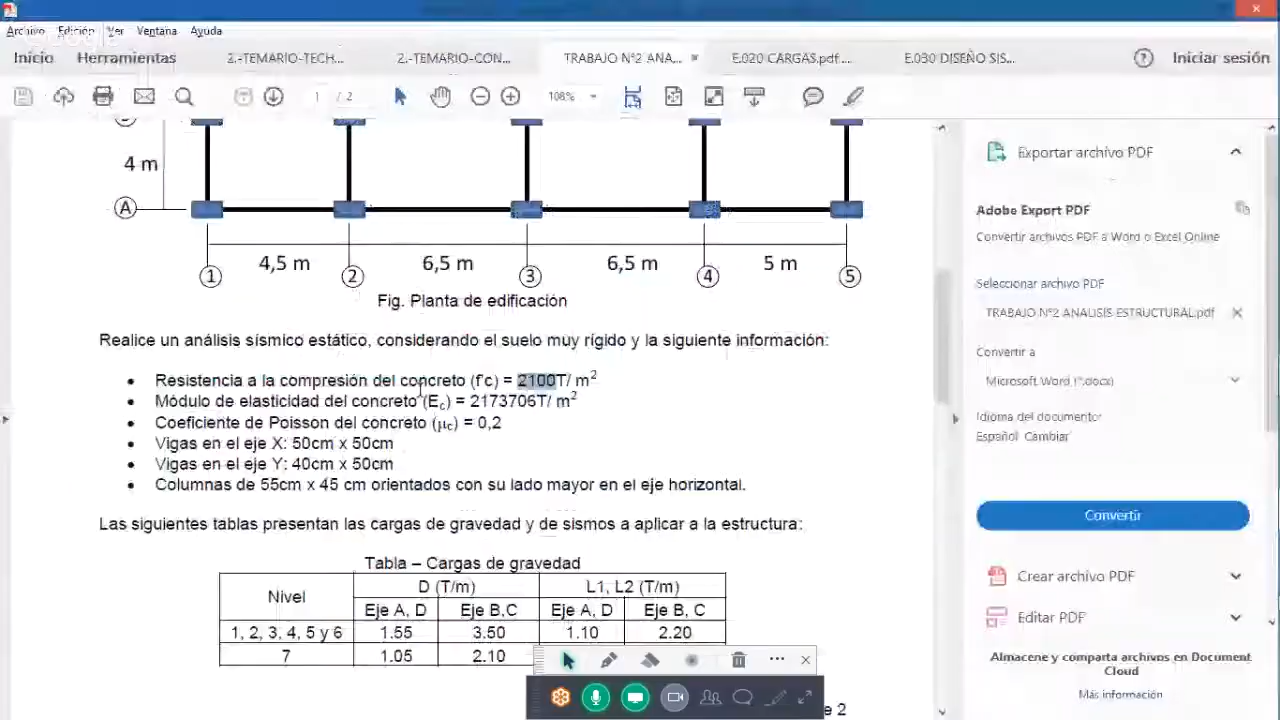 Archivo Edición Ver Ventana Ayuda
Inicio Herramientas 2.-TEMARIO-TECH... 2.-TEMARIO-CON... TRABAJO N°2 ANA... E.020 CARGAS.pdf... E.030 DISEÑO SIS... Iniciar sesión
1 / 2 108%
4 m
A
4,5 m 6,5 m 6,5 m 5 m
1 2 3 4 5
Fig. Planta de edificación
Realice un análisis sísmico estático, considerando el suelo muy rígido y la siguiente información:
• Resistencia a la compresión del concreto (f'c) = 2100T/ m²
• Módulo de elasticidad del concreto (Ec) = 2173706T/ m²
• Coeficiente de Poisson del concreto (μc) = 0,2
• Vigas en el eje X: 50cm x 50cm
• Vigas en el eje Y: 40cm x 50cm
• Columnas de 55cm x 45 cm orientados con su lado mayor en el eje horizontal.
Las siguientes tablas presentan las cargas de gravedad y de sismos a aplicar a la estructura:
Tabla – Cargas de gravedad
Nivel D (T/m) L1, L2 (T/m)
Eje A, D Eje B,C Eje A, D Eje B, C
1, 2, 3, 4, 5 y 6 1.55 3.50 1.10 2.20
7 1.05 2.10
e 2
Exportar archivo PDF
Adobe Export PDF
Convertir archivos PDF a Word o Excel Online
Seleccionar archivo PDF
TRABAJO N°2 ANALISIS ESTRUCTURAL.pdf
Convertir a
Microsoft Word (*.docx)
Idioma del documento:
Español Cambiar
Convertir
Crear archivo PDF
Editar PDF
Almacene y comparta archivos en Document
Cloud
Más información